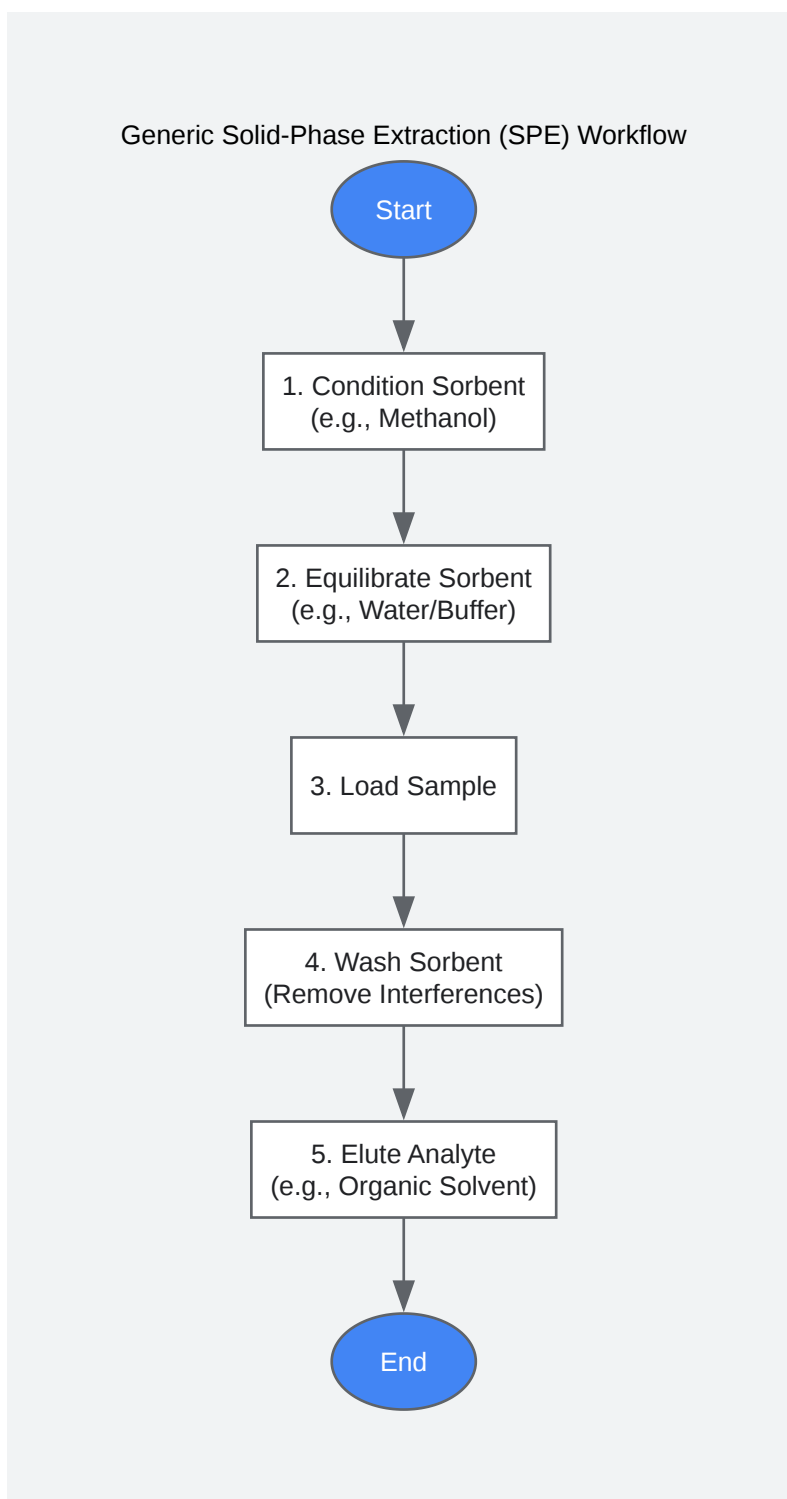 Generic Solid-Phase Extraction (SPE) Workflow
Start
1. Condition Sorbent
(e.g., Methanol)
2. Equilibrate Sorbent
(e.g., Water/Buffer)
3. Load Sample
4. Wash Sorbent
(Remove Interferences)
5. Elute Analyte
(e.g., Organic Solvent)
End